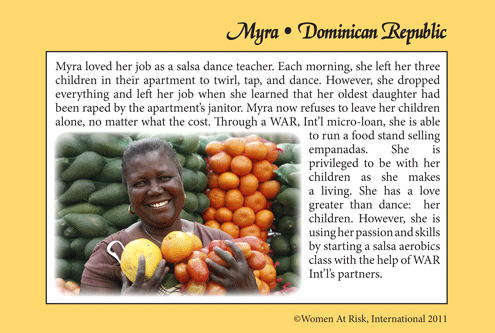 Myra • Dominican Republic
Myra loved her job as a salsa dance teacher. Each morning, she left her three
children in their apartment to twirl, tap, and dance. However, she dropped
everything and left her job when she learned that her oldest daughter had
been raped by the apartment's janitor. Myra now refuses to leave her children
alone, no matter what the cost. Through a WAR, Int'l micro-loan, she is able
to run a food stand selling
empanadas. She is
privileged to be with her
children as she makes
a living. She has a love
greater than dance: her
children. However, she is
using her passion and skills
by starting a salsa aerobics
class with the help of WAR
Int'l's partners.
©Women At Risk, International 2011